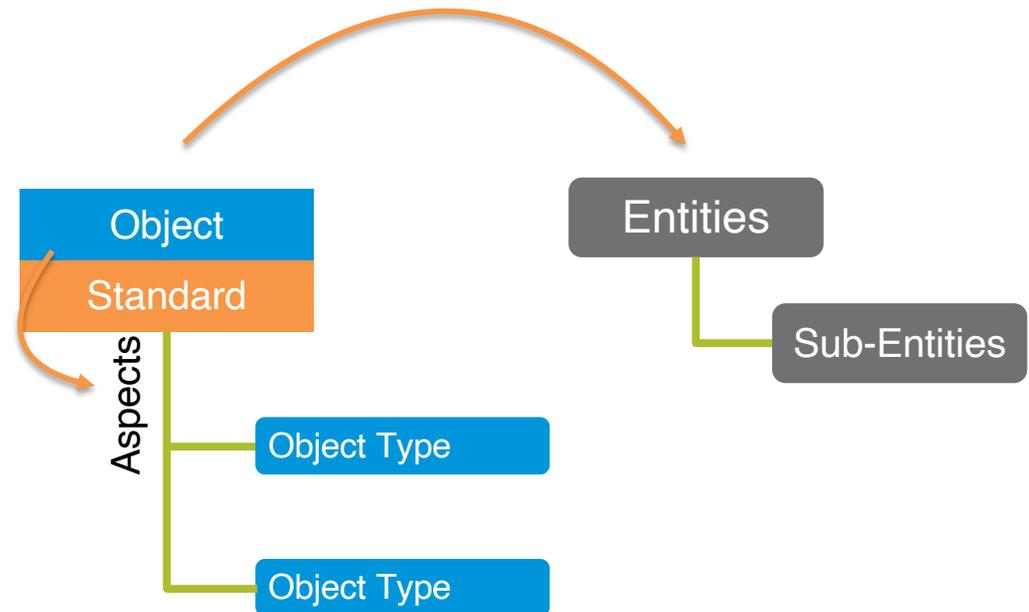 Object
Standard
Aspects
Object Type
Object Type
Entities
Sub-Entities